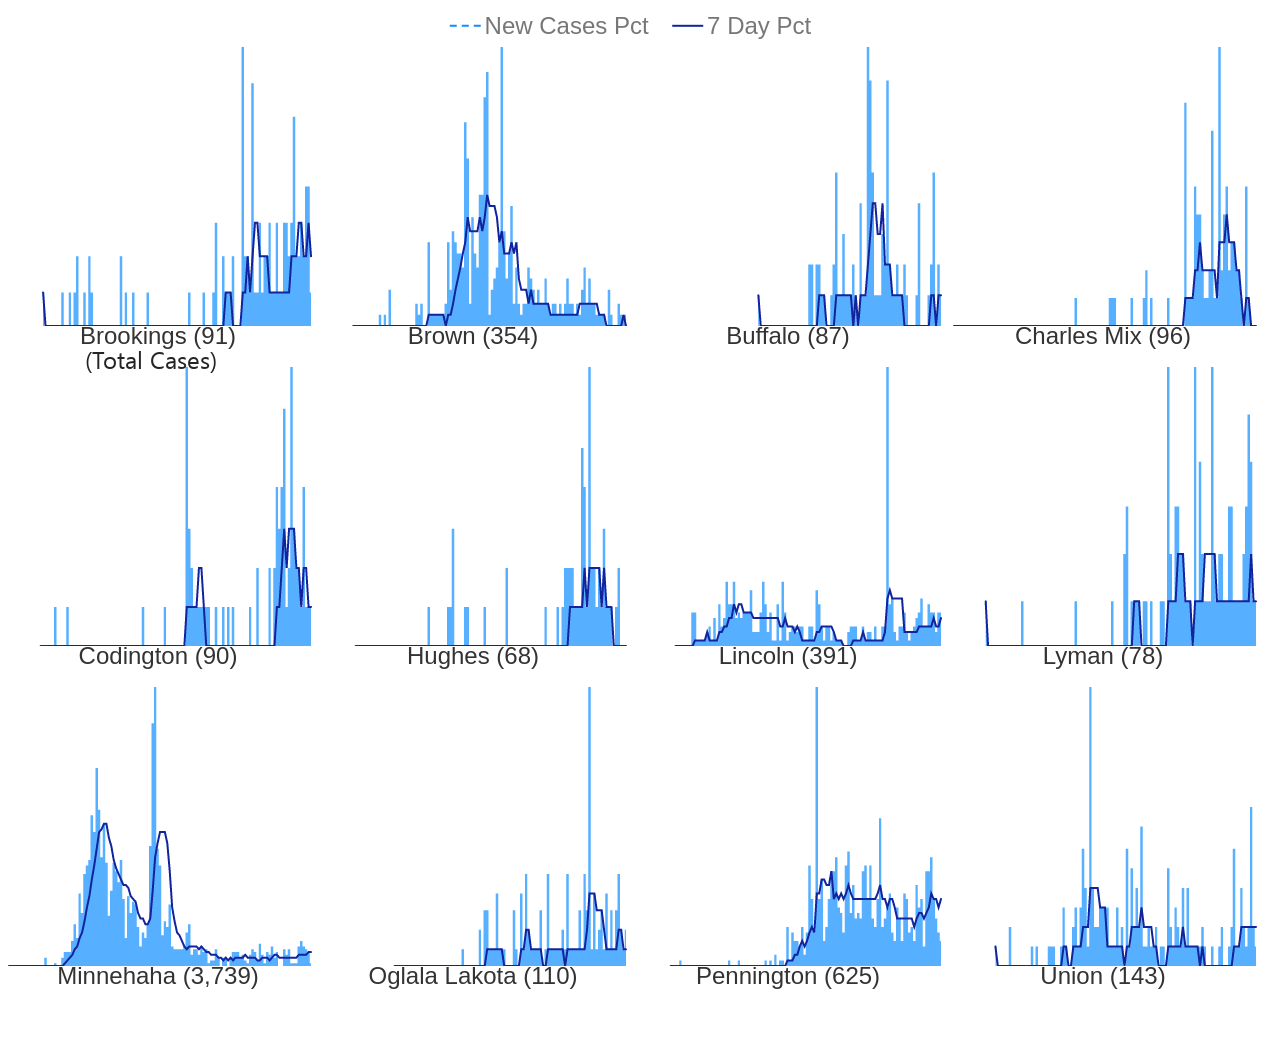 New Cases Pct 7 Day Pct
Brookings (91) Brown (354) Buffalo (87) Charles Mix (96)
(Total Cases)
Codington (90) Hughes (68) Lincoln (391) Lyman (78)
Minnehaha (3,739) Oglala Lakota (110) Pennington (625) Union (143)